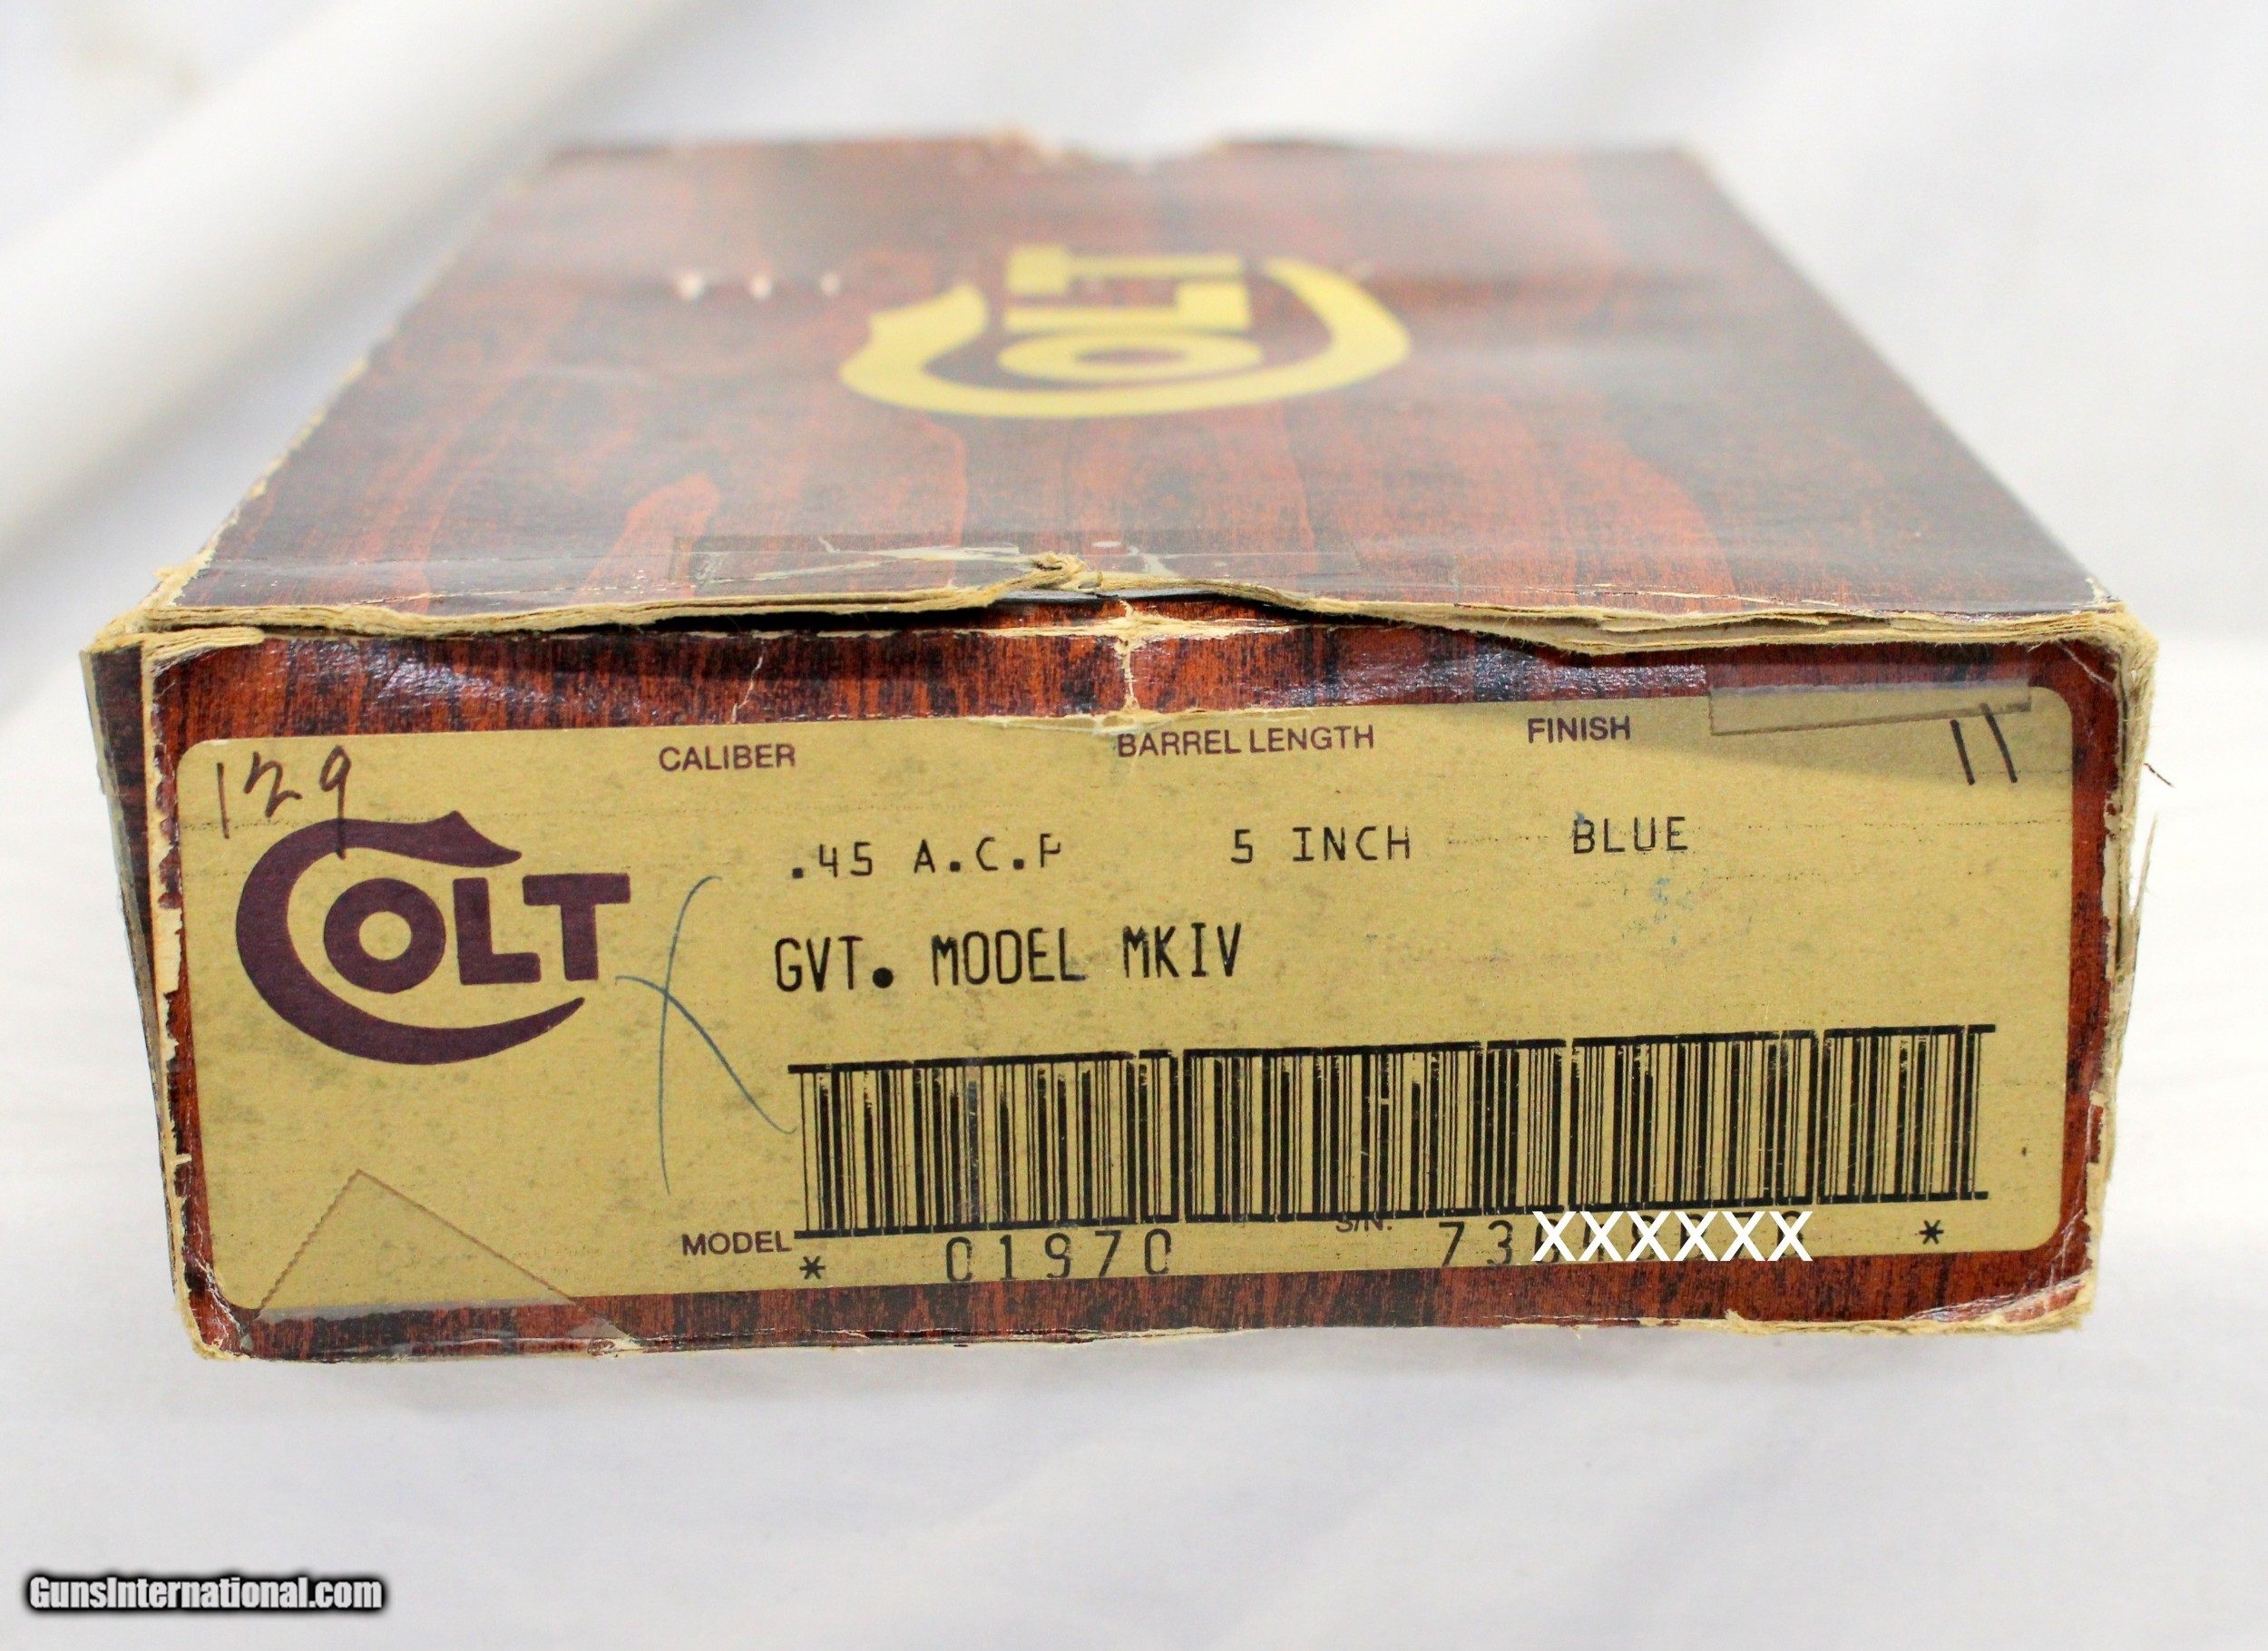 COLT
129
CALIBER BARREL LENGTH FINISH 11
.45 A.C.P 5 INCH BLUE
COLT
GVT. MODEL MKIV
MODEL S/N.
* 01970 73XXXXXX *
GunsInternational.com